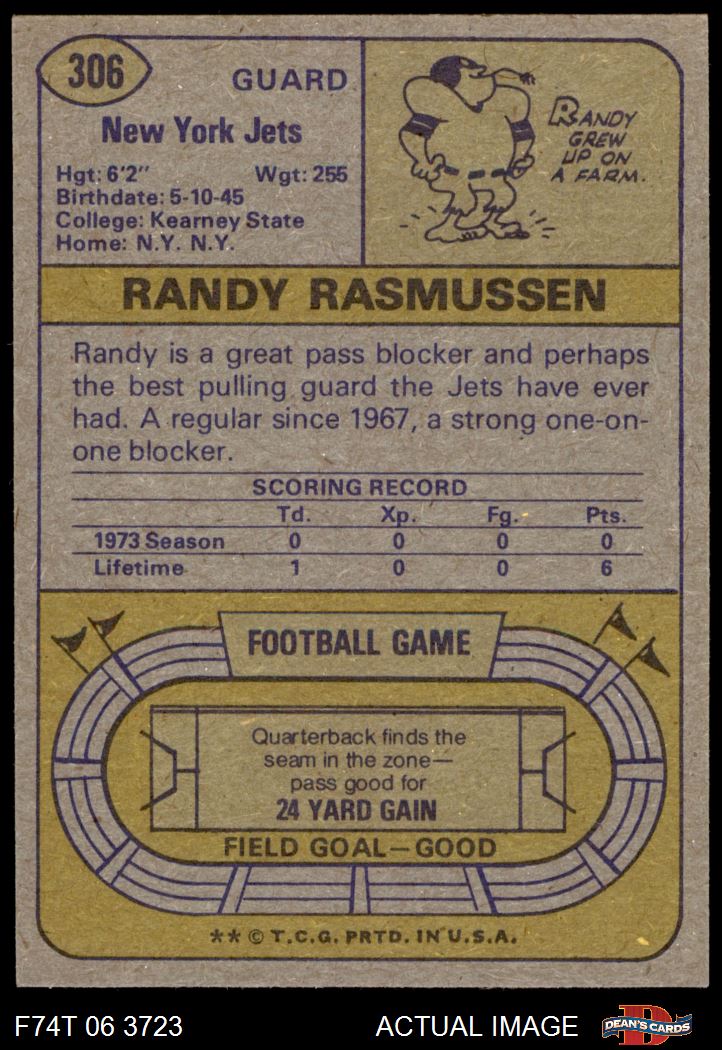 306
GUARD
New York Jets
Hgt: 6'2" Wgt: 255
Birthdate: 5-10-45
College: Kearney State
Home: N.Y. N.Y.
RANDY
GREW
UP ON
A FARM.
RANDY RASMUSSEN
Randy is a great pass blocker and perhaps
the best pulling guard the Jets have ever
had. A regular since 1967, a strong one-on-
one blocker.
SCORING RECORD
Td. Xp. Fg. Pts.
1973 Season 0 0 0 0
Lifetime 1 0 0 6
FOOTBALL GAME
Quarterback finds the
seam in the zone—
pass good for
24 YARD GAIN
FIELD GOAL—GOOD
** © T.C.G. PRTD. IN U.S.A.
F74T 06 3723 ACTUAL IMAGE
D
DEAN'S CARDS